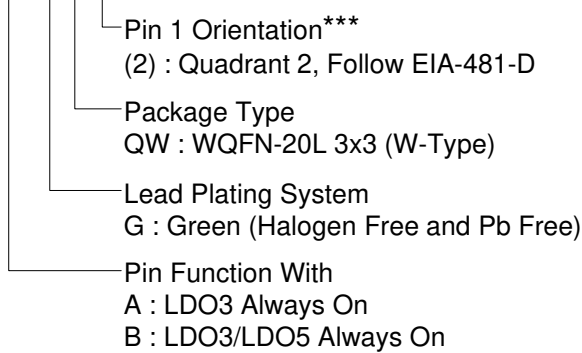 Pin 1 Orientation***
(2) : Quadrant 2, Follow EIA-481-D
Package Type
QW : WQFN-20L 3x3 (W-Type)
Lead Plating System
G : Green (Halogen Free and Pb Free)
Pin Function With
A : LDO3 Always On
B : LDO3/LDO5 Always On